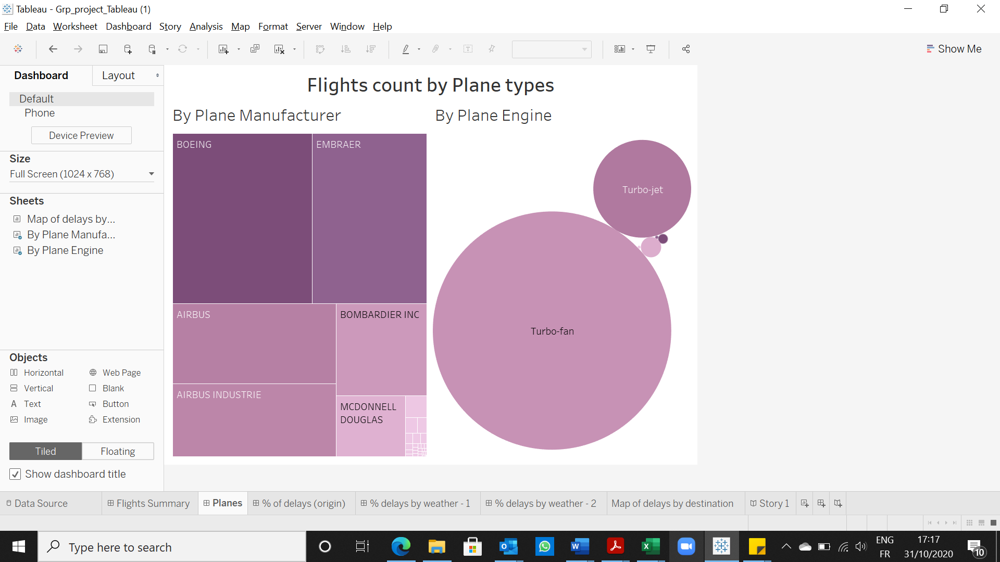 Tableau - Grp_project_Tableau (1)
File Data Worksheet Dashboard Story Analysis Map Format Server Window Help
Show Me
Dashboard
Layout
Default
Phone
Device Preview
Size
Full Screen (1024 x 768)
Sheets
Map of delays by...
By Plane Manufa...
By Plane Engine
Objects
Horizontal
Web Page
Vertical
Blank
A Text
Button
Image
Extension
Tiled
Floating
Show dashboard title
Flights count by Plane types
By Plane Manufacturer
By Plane Engine
BOEING
EMBRAER
AIRBUS
BOMBARDIER INC
AIRBUS INDUSTRIE
MCDONNELL
DOUGLAS
Turbo-jet
Turbo-fan
Data Source
Flights Summary
Planes
% of delays (origin)
% delays by weather - 1
% delays by weather - 2
Map of delays by destination
Story 1
Type here to search
ENG
FR
17:17
31/10/2020
10